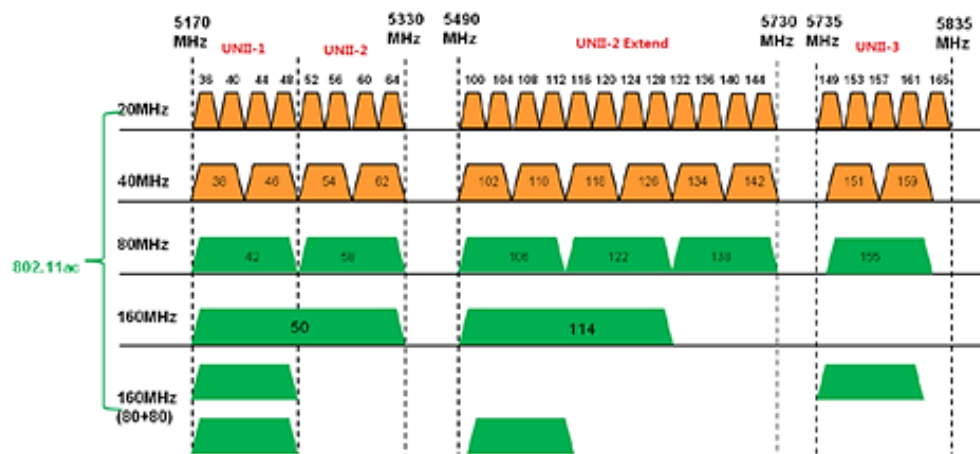 5170 MHz
5330 MHz
5490 MHz
5730 MHz
5735 MHz
5835 MHz
UNII-1
UNII-2
UNII-2 Extend
UNII-3
36 40 44 48 52 56 60 64 100 104 108 112 116 120 124 128 132 136 140 144 149 153 157 161 165
20MHz
40MHz
38 46 54 62 102 110 118 126 134 142 151 159
80MHz
42 58 106 122 138 155
802.11ac
160MHz
50 114
160MHz
(80+80)